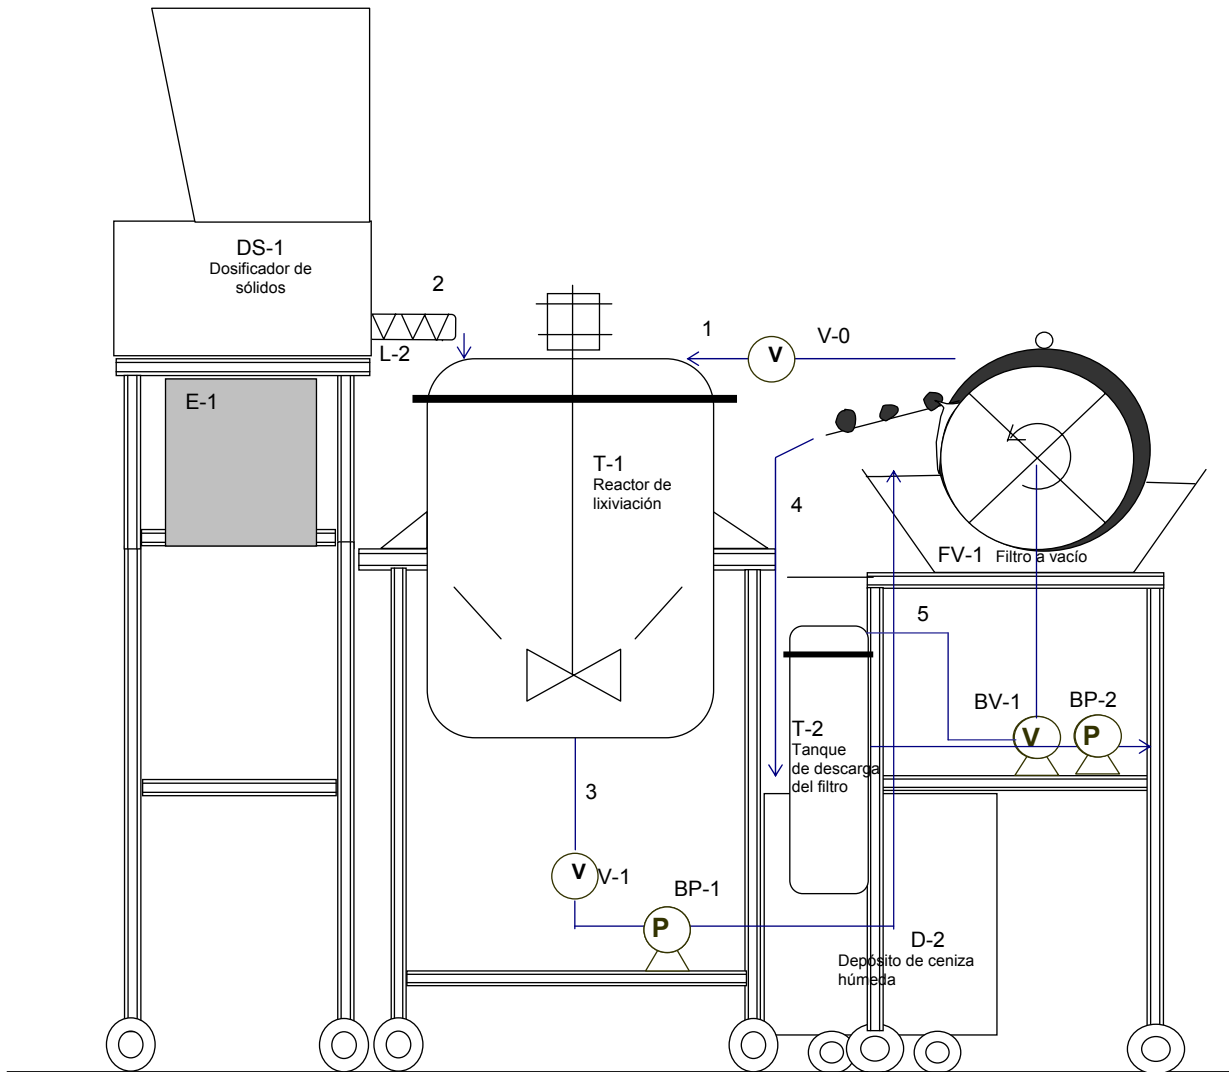 DS-1
Dosificador de
sólidos
2
L-2
E-1
1
V
V-0
T-1
Reactor de
lixiviación
4
FV-1 Filtro a vacío
5
BV-1
BP-2
V
P
T-2
Tanque
de descarga
del filtro
3
V
V-1
BP-1
P
D-2
Depósito de ceniza
húmeda